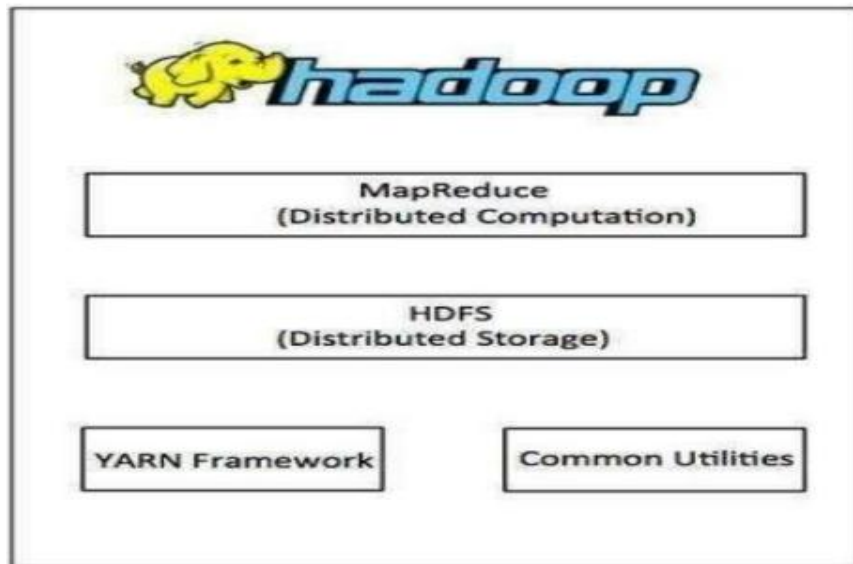 hadoop
MapReduce
(Distributed Computation)
HDFS
(Distributed Storage)
YARN Framework
Common Utilities